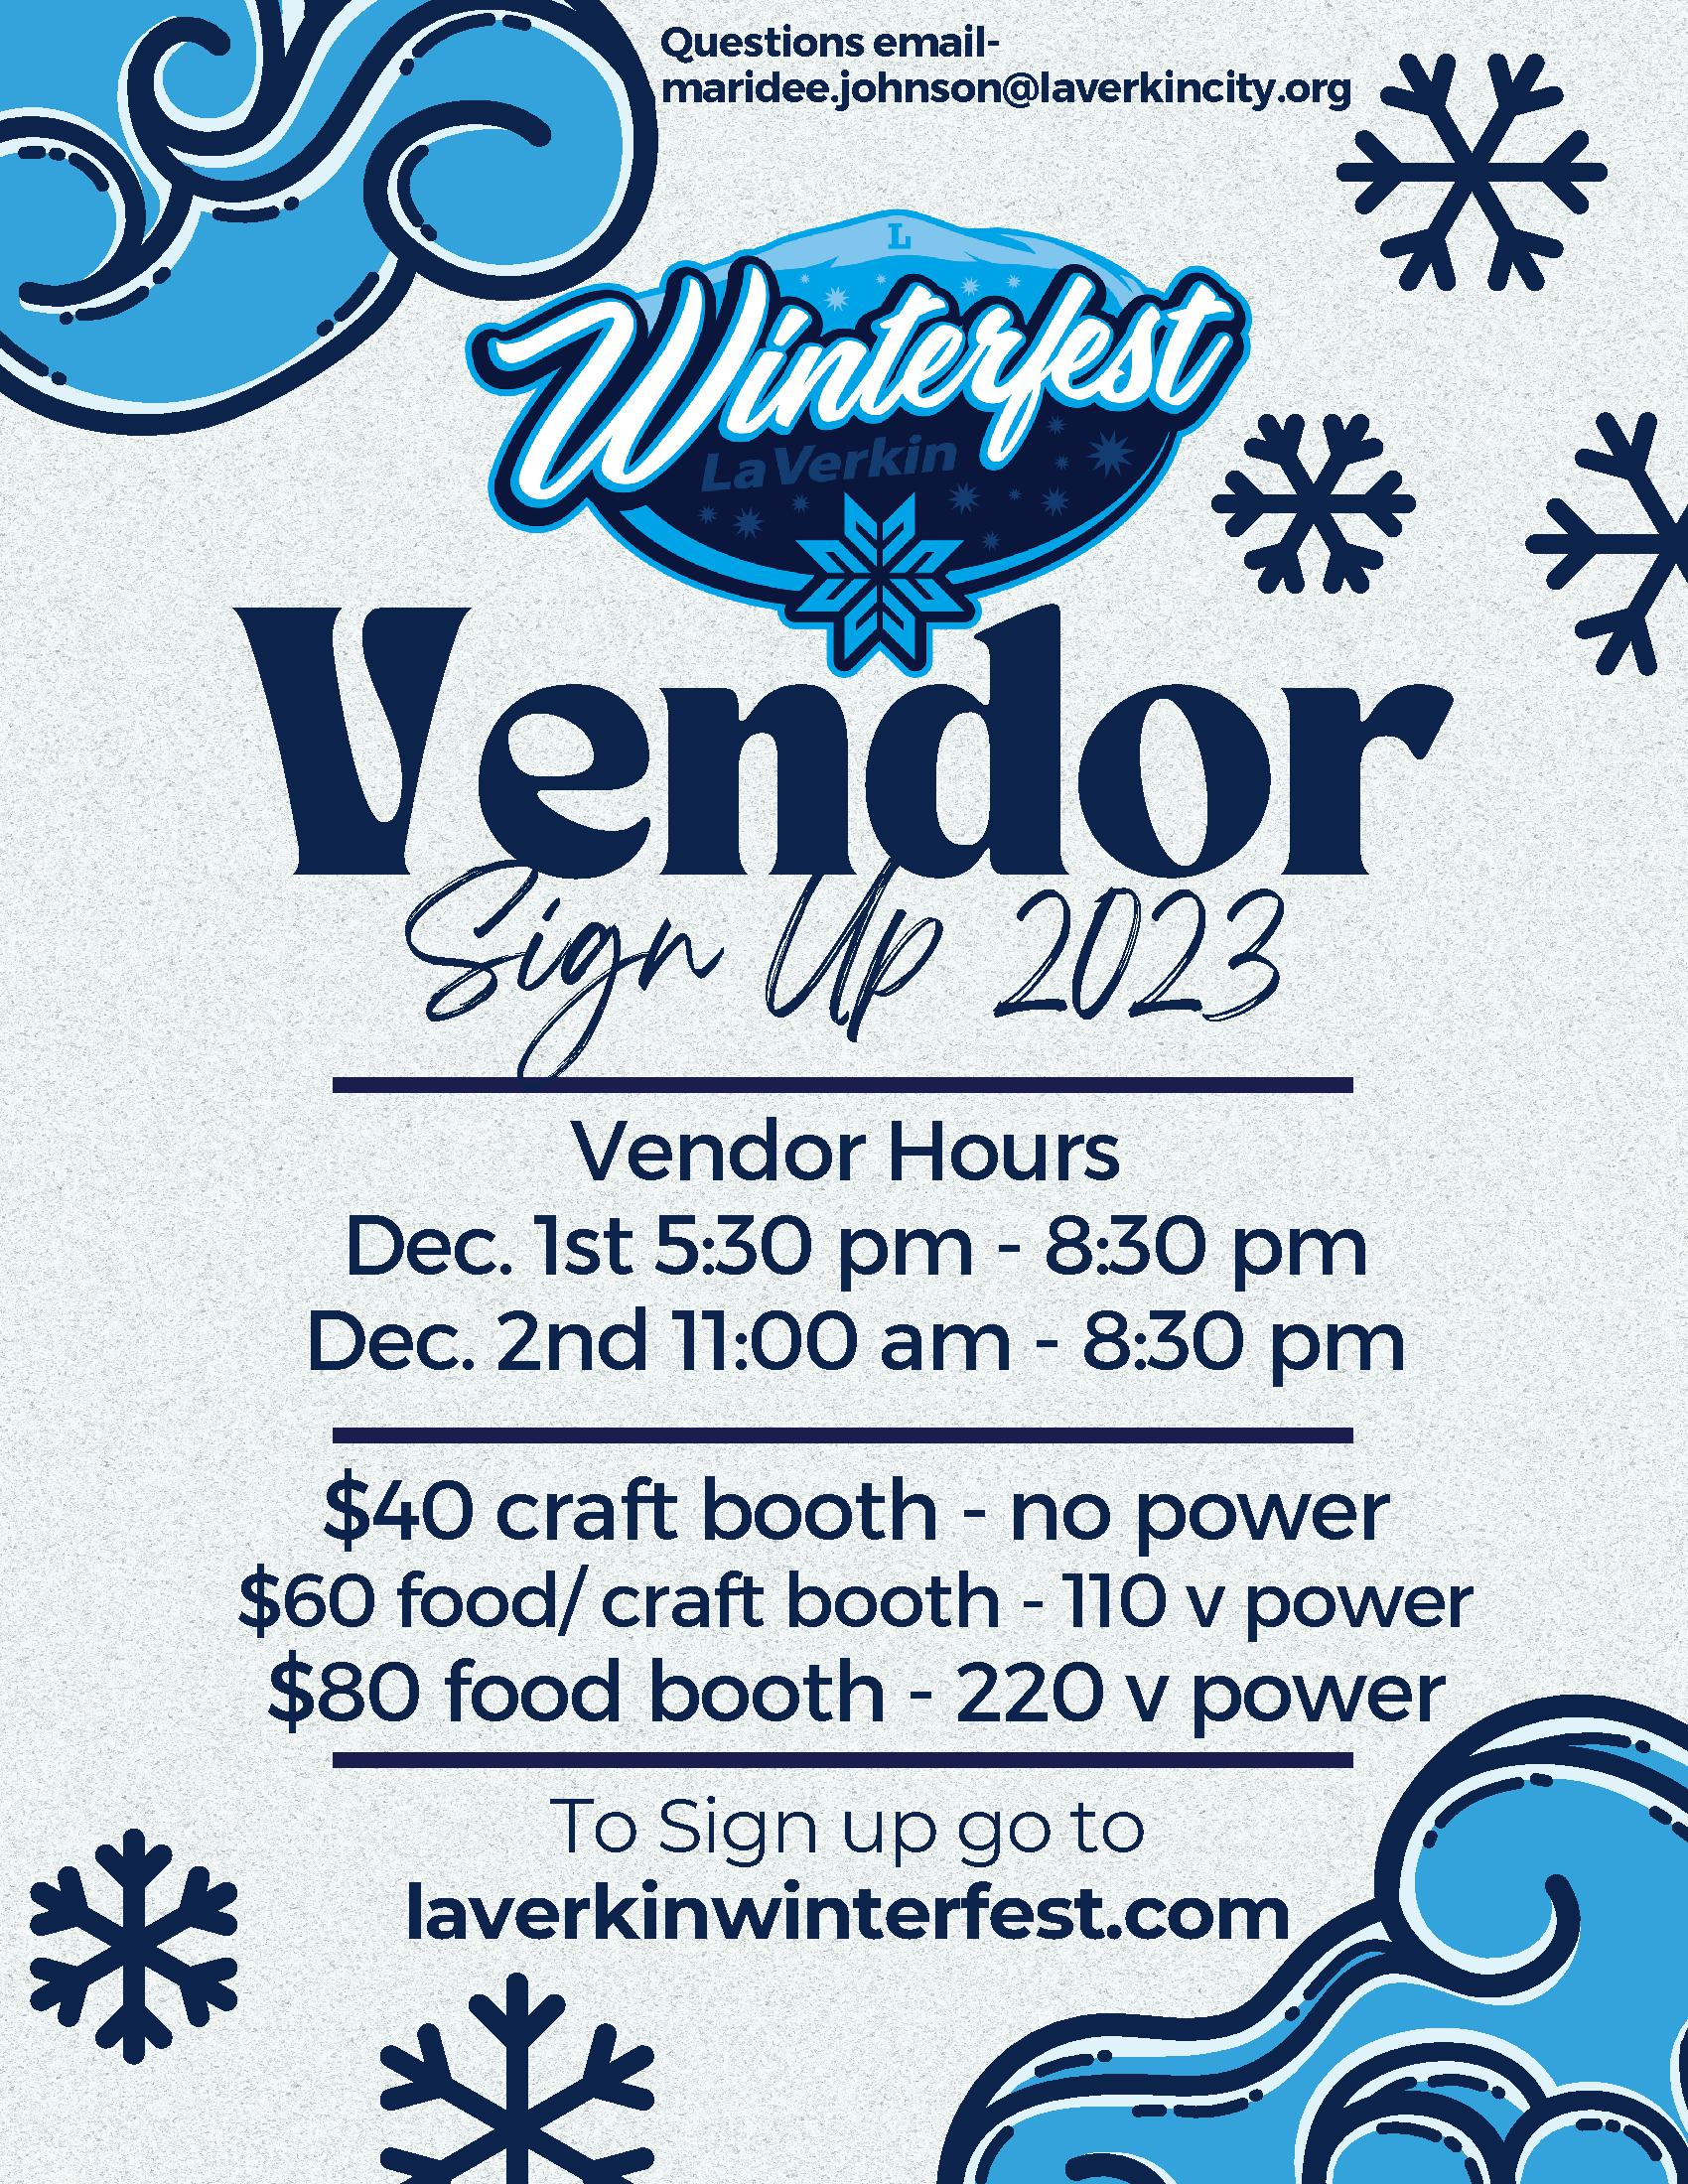 Questions email-
maridee.johnson@laverkincity.org
L
Winterfest
LaVerkin
Vendor
Sign Up 2023
Vendor Hours
Dec. 1st 5:30 pm - 8:30 pm
Dec. 2nd 11:00 am - 8:30 pm
$40 craft booth - no power
$60 food/ craft booth - 110 v power
$80 food booth - 220 v power
To Sign up go to
laverkinwinterfest.com